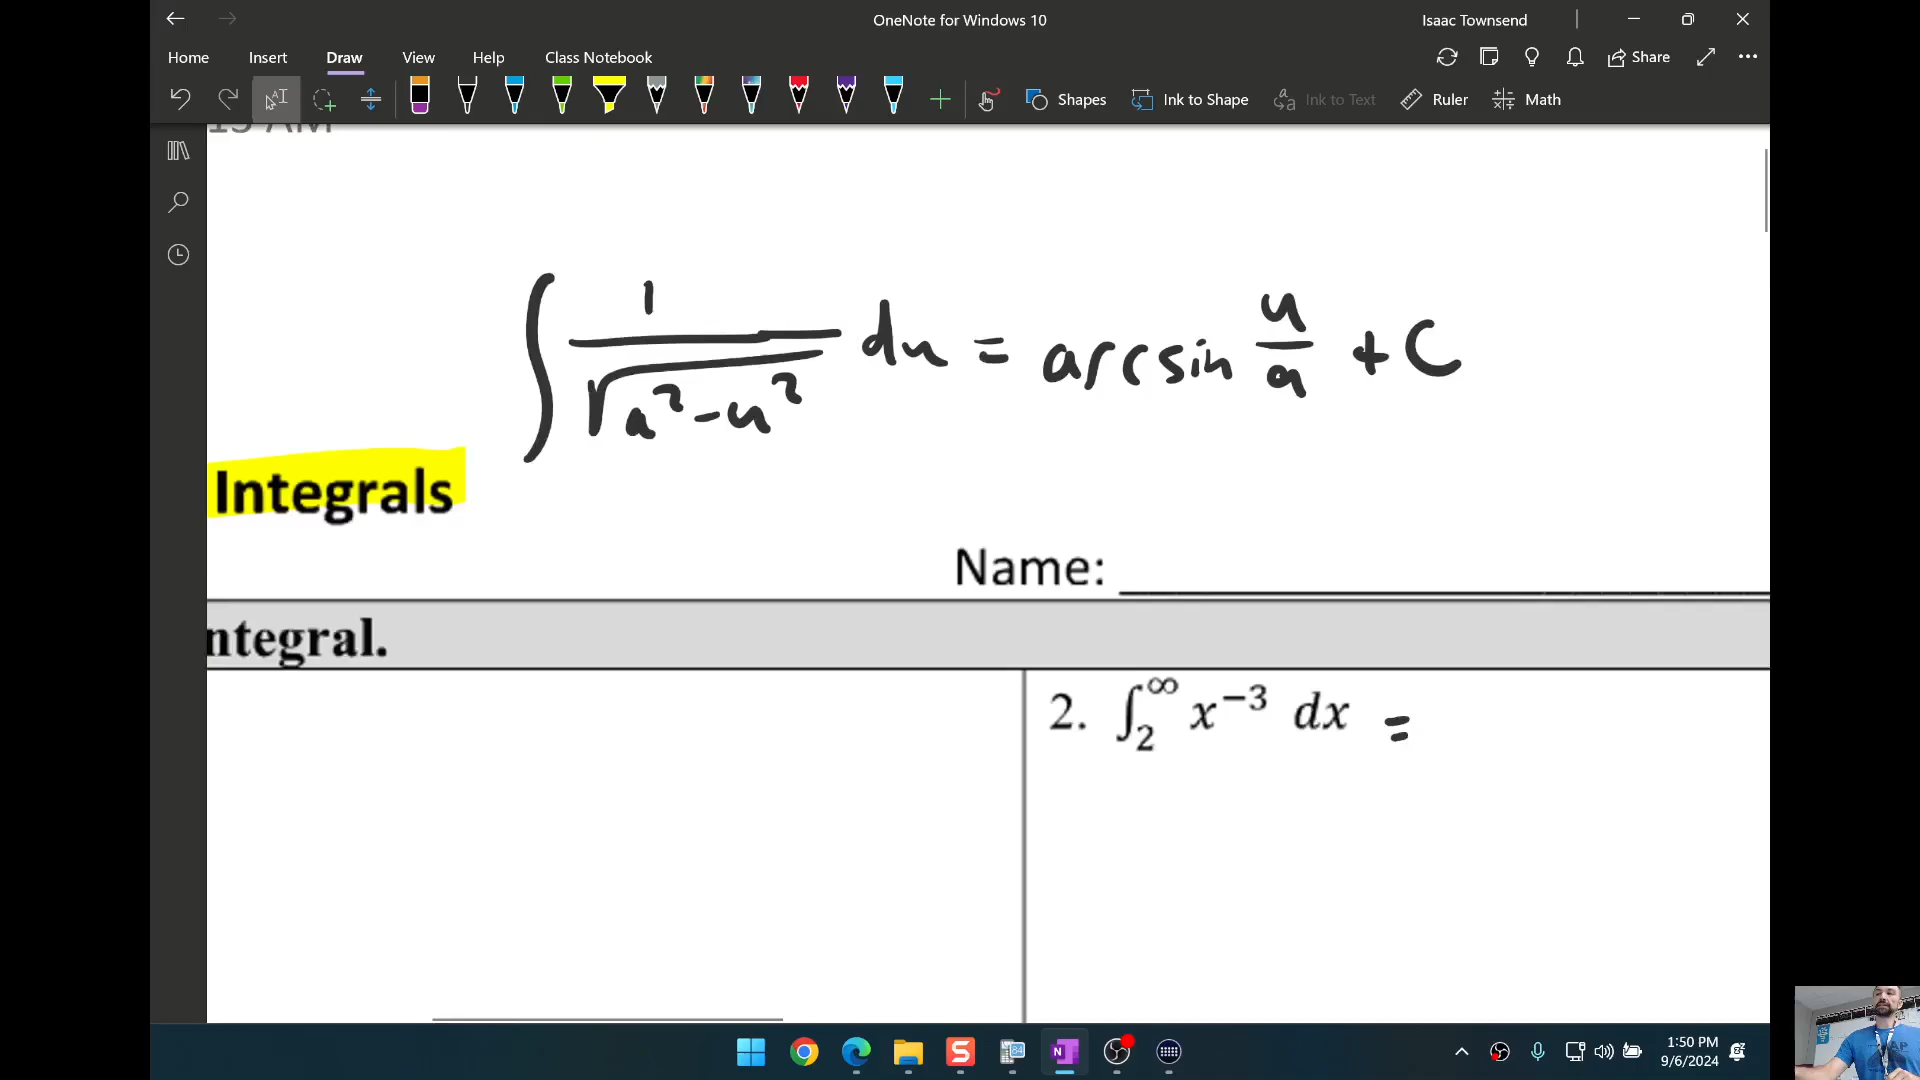 OneNote for Windows 10
Isaac Townsend
Home Insert Draw View Help Class Notebook
Share
Shapes Ink to Shape Ink to Text Ruler Math
15 AM
∫ 1/√(a²-u²) du = arcsin u/a + C
Integrals
Name:
ntegral.
2. ∫₂^∞ x⁻³ dx =
1:50 PM
9/6/2024